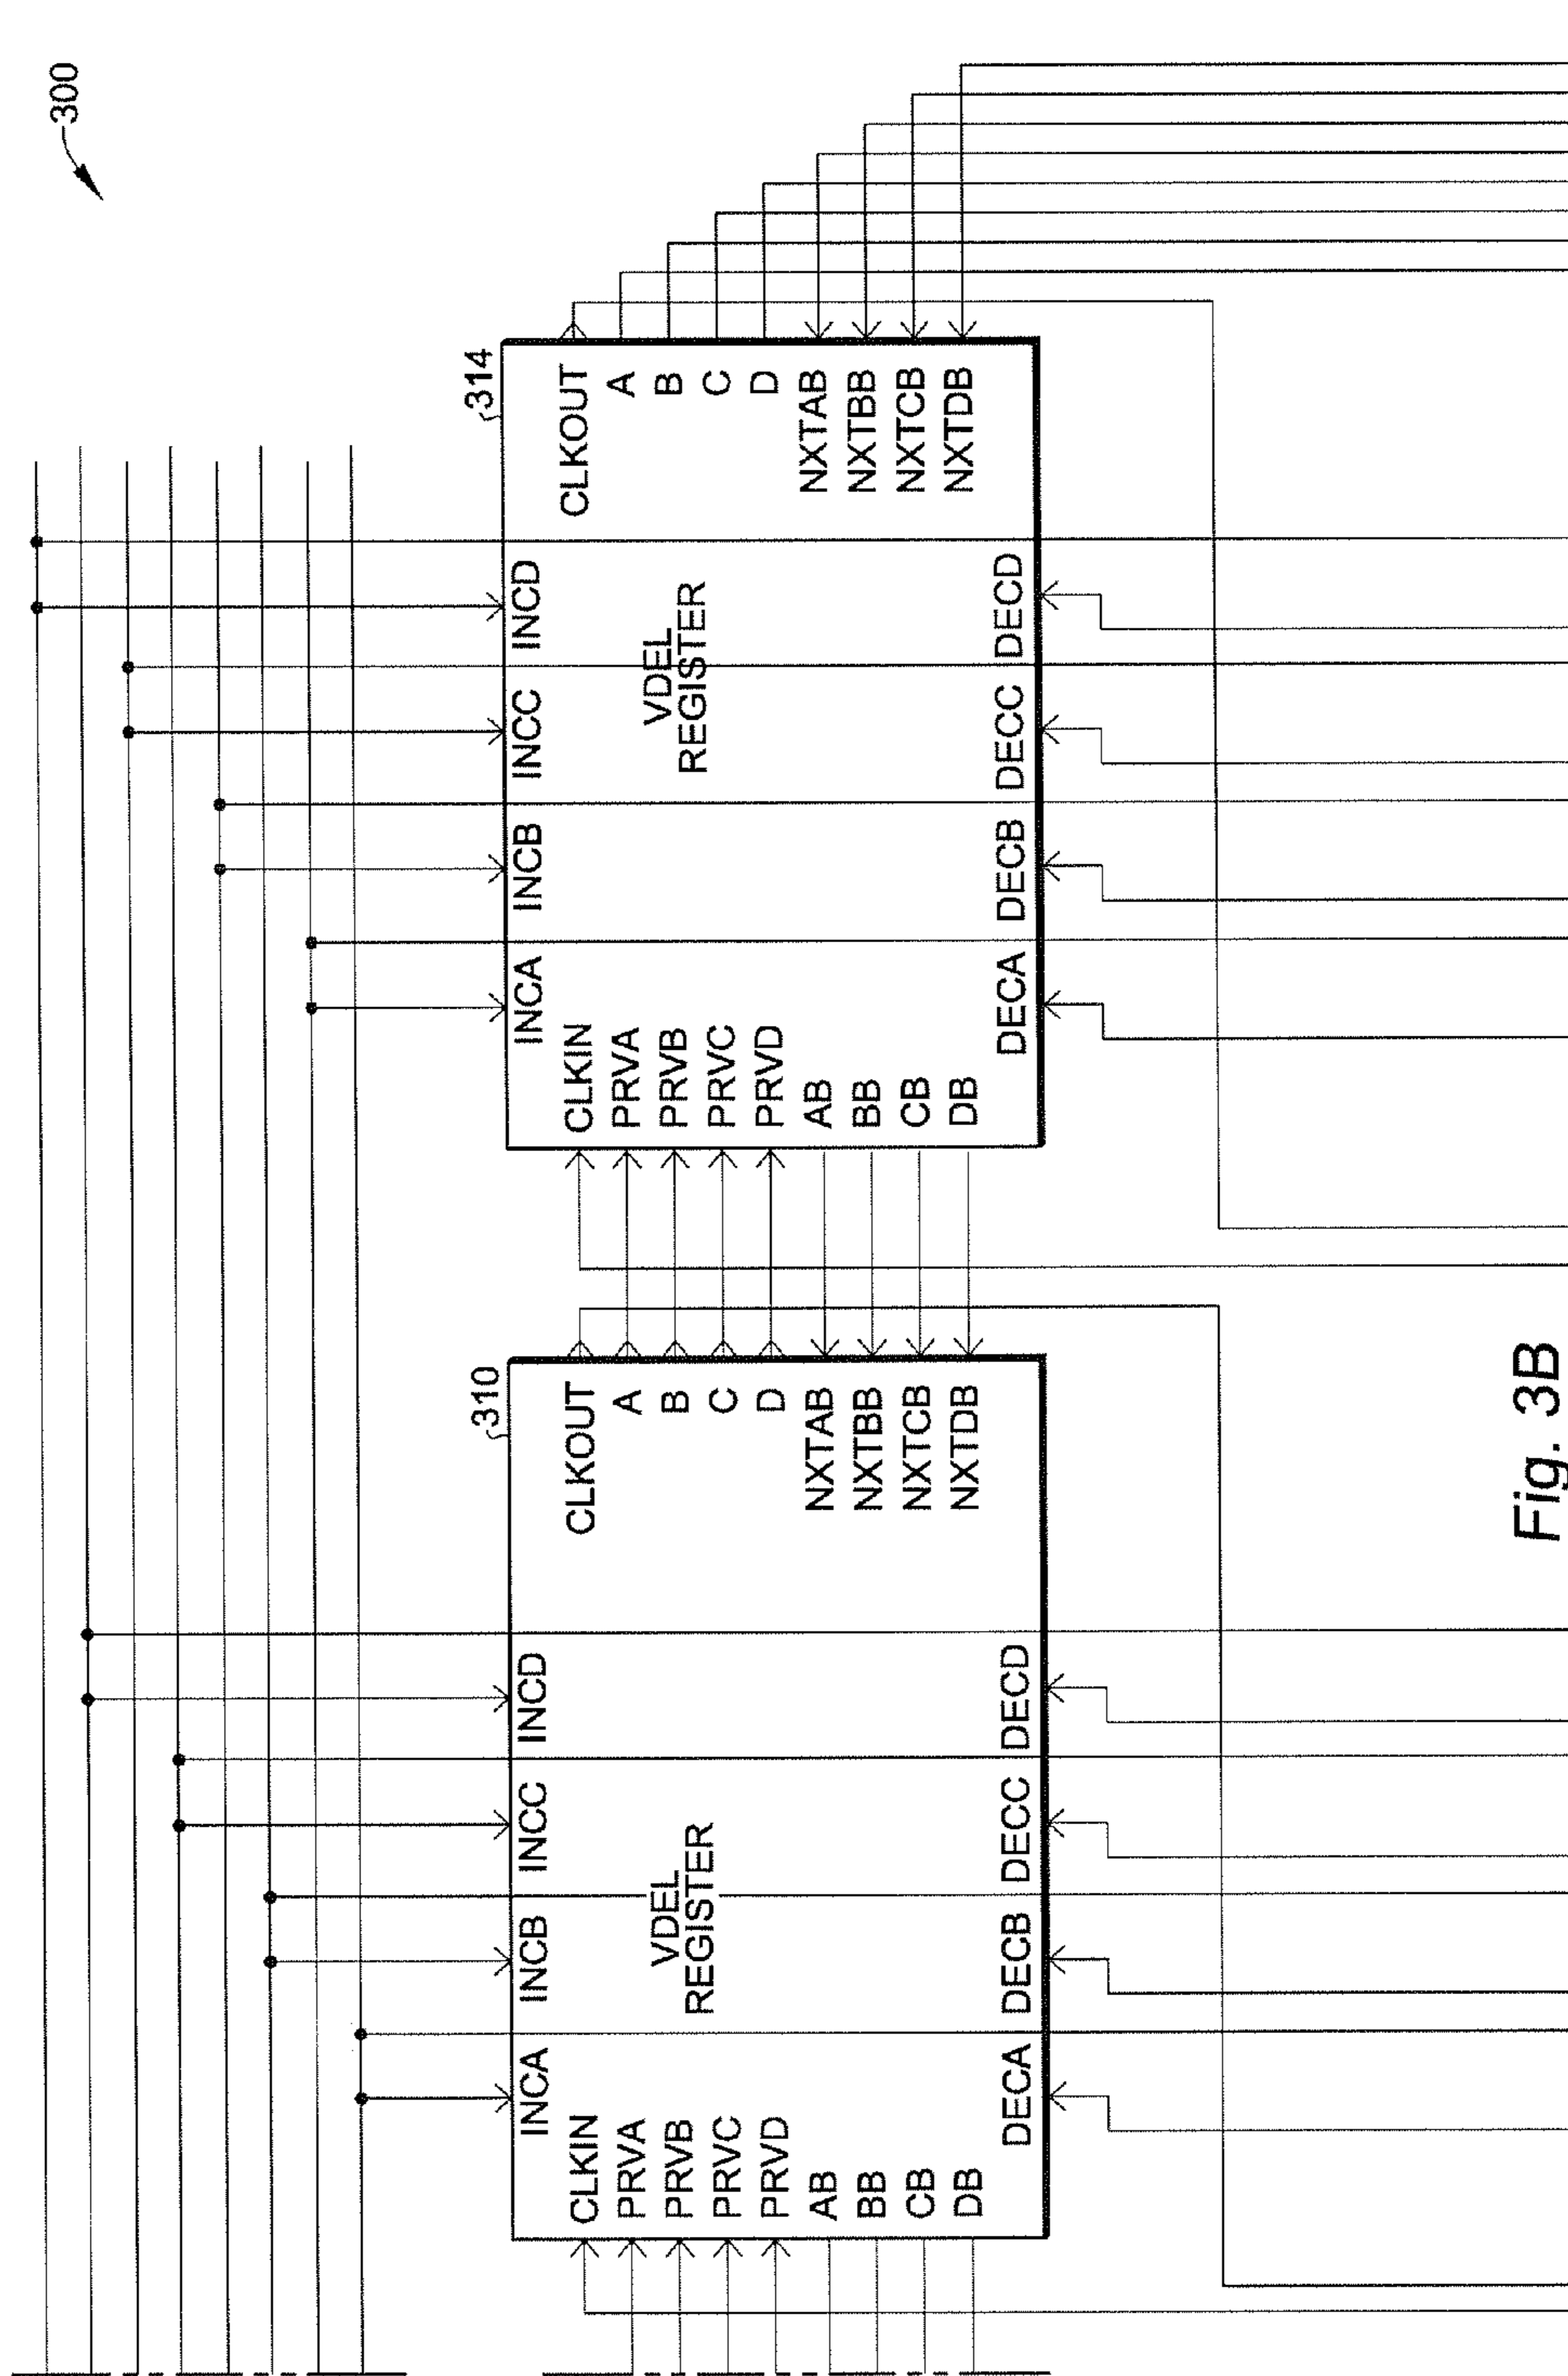 300
310
INCA INCB INCC INCD
CLKIN
PRVA
PRVB
PRVC
PRVD
AB
BB
CB
DB
VDEL
REGISTER
CLKOUT
A
B
C
D
NXTAB
NXTBB
NXTCB
NXTDB
DECA DECB DECC DECD
314
INCA INCB INCC INCD
CLKIN
PRVA
PRVB
PRVC
PRVD
AB
BB
CB
DB
VDEL
REGISTER
CLKOUT
A
B
C
D
NXTAB
NXTBB
NXTCB
NXTDB
DECA DECB DECC DECD
Fig. 3B